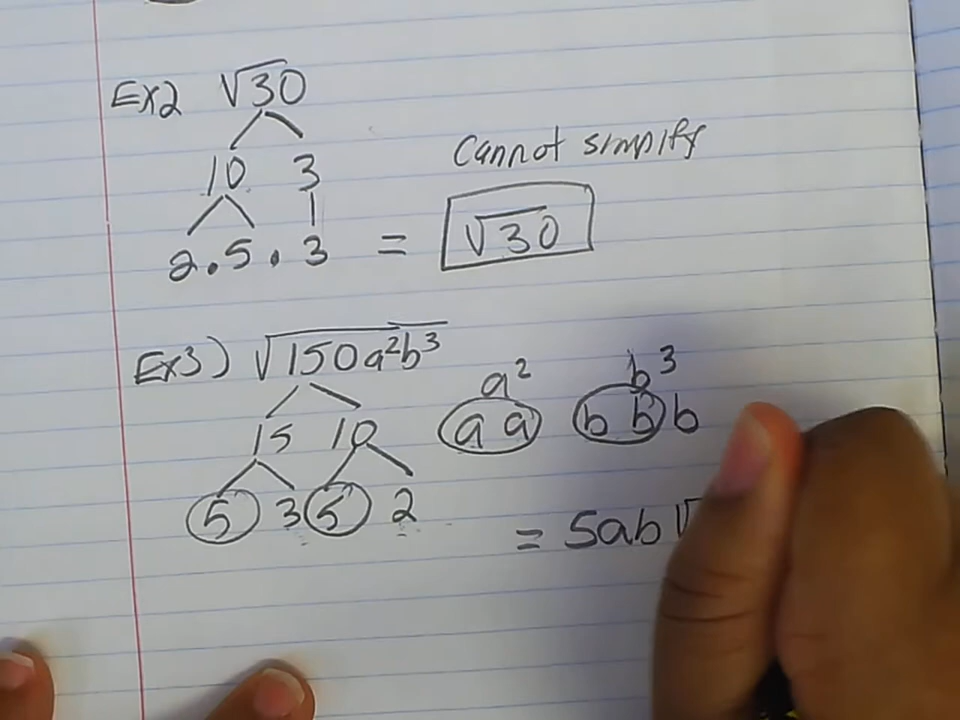 Ex2 √30
10 3
Cannot simplify
2.5.3 = √30
Ex3) √150a²b³
a² b³
15 10 a a b b b
5 3 5 2
= 5ab√